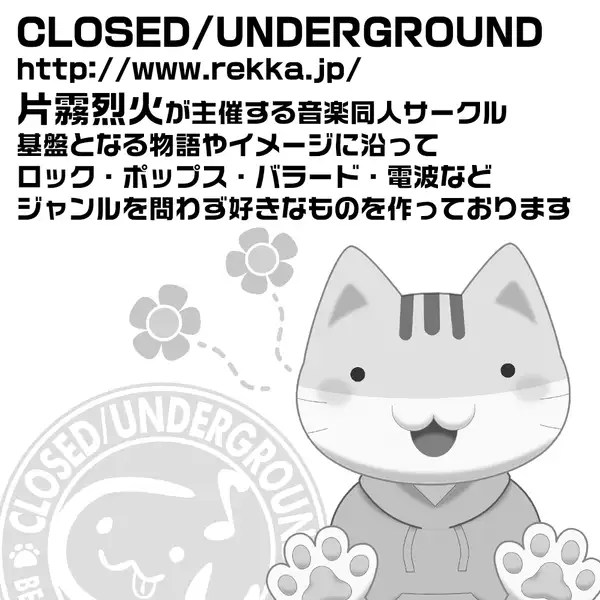 CLOSED/UNDERGROUND
http://www.rekka.jp/
片霧烈火が主催する音楽同人サークル
基盤となる物語やイメージに沿って
ロック・ポップス・バラード・電波など
ジャンルを問わず好きなものを作っております
CLOSED/UNDERGROUND